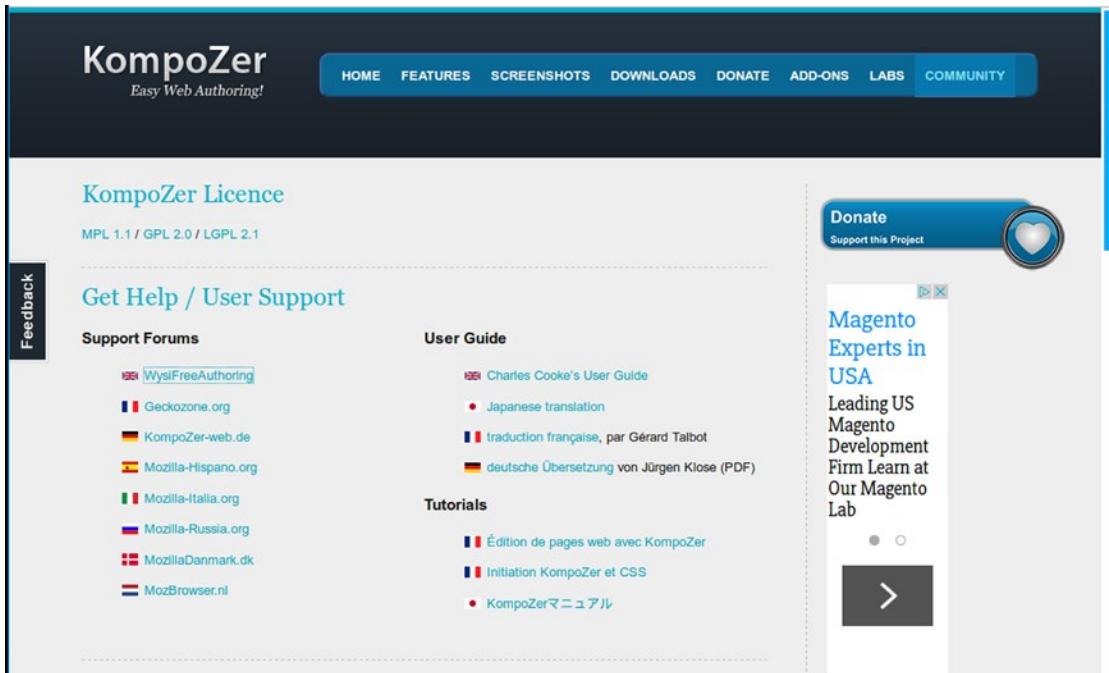 KompoZer
Easy Web Authoring!
HOME FEATURES SCREENSHOTS DOWNLOADS DONATE ADD-ONS LABS COMMUNITY
KompoZer Licence
MPL 1.1 / GPL 2.0 / LGPL 2.1
Get Help / User Support
Support Forums
WysiFreeAuthoring
Geckozone.org
KompoZer-web.de
Mozilla-Hispano.org
Mozilla-Italia.org
Mozilla-Russia.org
MozillaDanmark.dk
MozBrowser.nl
User Guide
Charles Cooke's User Guide
Japanese translation
traduction française, par Gérard Talbot
deutsche Übersetzung von Jürgen Klose (PDF)
Tutorials
Édition de pages web avec KompoZer
Initiation KompoZer et CSS
KompoZerマニュアル
Donate
Support this Project
Magento
Experts in
USA
Leading US
Magento
Development
Firm Learn at
Our Magento
Lab
Feedback